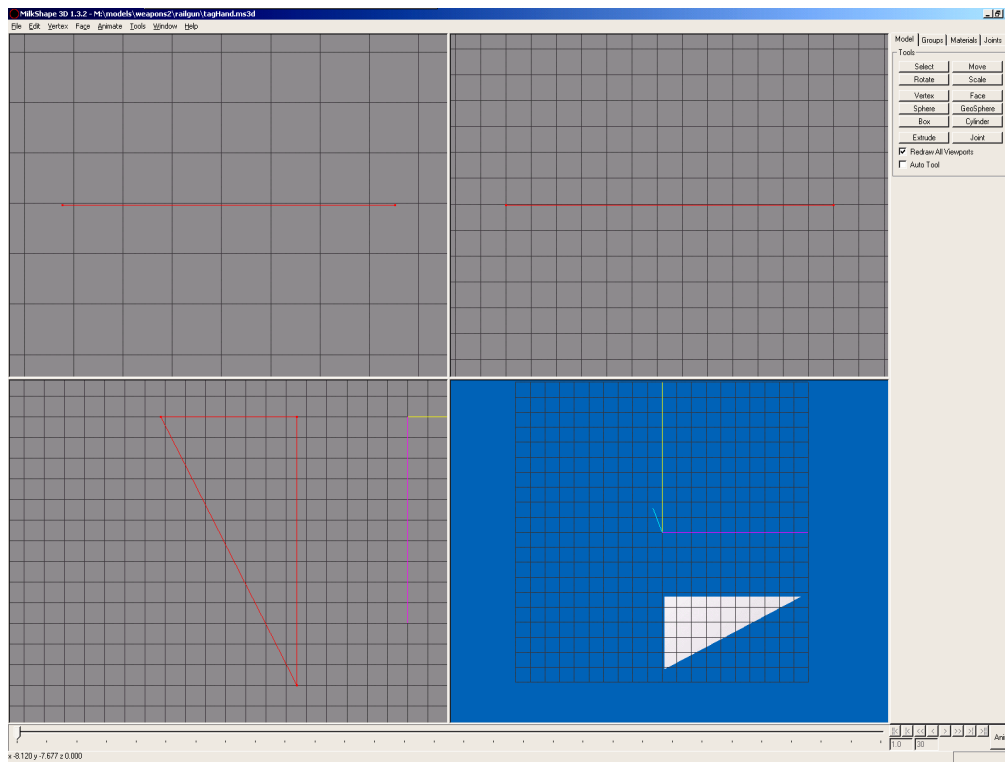 MilkShape 3D 1.3.2 - M:\models\weapons2\railgun\tagHand.ms3d
File Edit Vertex Face Animate Tools Window Help
Model Groups Materials Joints
Tools
Select Move
Rotate Scale
Vertex Face
Sphere GeoSphere
Box Cylinder
Extrude Joint
Redraw All Viewports
Auto Tool
|< |< << < > >> >| >|
Ani
1.0 30
x -8.120 y -7.677 z 0.000